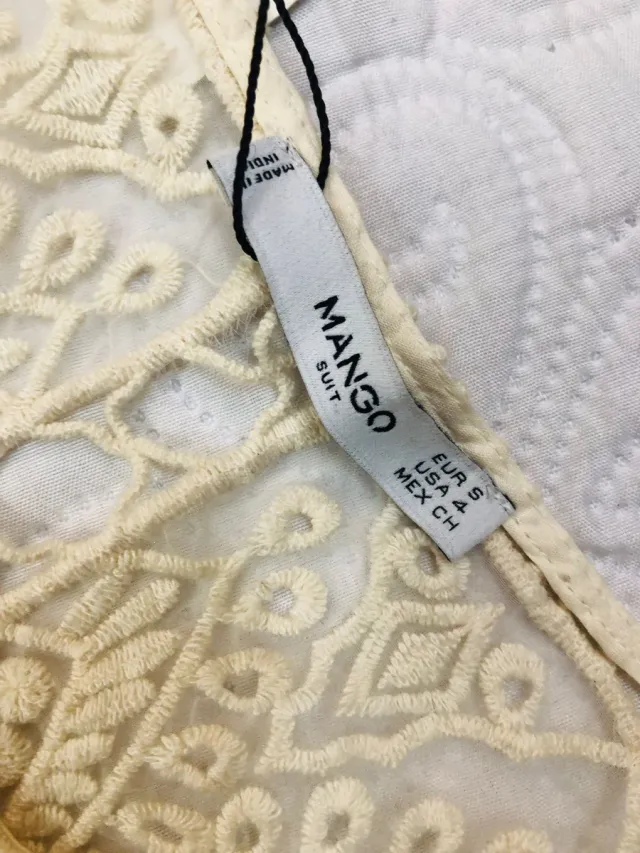 MADE IN
INDI
MANGO
SUIT
EUR S
USA 4
MEX CH